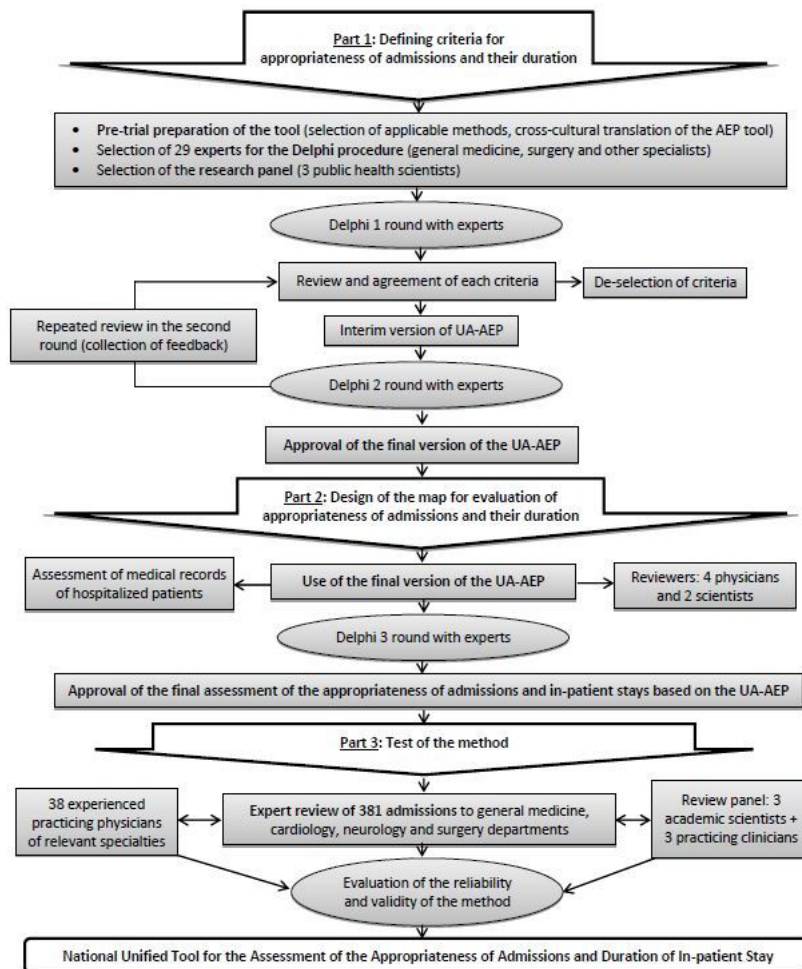 Part 1: Defining criteria for
appropriateness of admissions and their duration
• Pre-trial preparation of the tool (selection of applicable methods, cross-cultural translation of the AEP tool)
• Selection of 29 experts for the Delphi procedure (general medicine, surgery and other specialists)
• Selection of the research panel (3 public health scientists)
Delphi 1 round with experts
Review and agreement of each criteria
De-selection of criteria
Repeated review in the second
round (collection of feedback)
Interim version of UA-AEP
Delphi 2 round with experts
Approval of the final version of the UA-AEP
Part 2: Design of the map for evaluation of
appropriateness of admissions and their duration
Assessment of medical records
of hospitalized patients
Use of the final version of the UA-AEP
Reviewers: 4 physicians
and 2 scientists
Delphi 3 round with experts
Approval of the final assessment of the appropriateness of admissions and in-patient stays based on the UA-AEP
Part 3: Test of the method
38 experienced
practicing physicians
of relevant specialties
Expert review of 381 admissions to general medicine,
cardiology, neurology and surgery departments
Review panel: 3
academic scientists +
3 practicing clinicians
Evaluation of the reliability
and validity of the method
National Unified Tool for the Assessment of the Appropriateness of Admissions and Duration of In-patient Stay